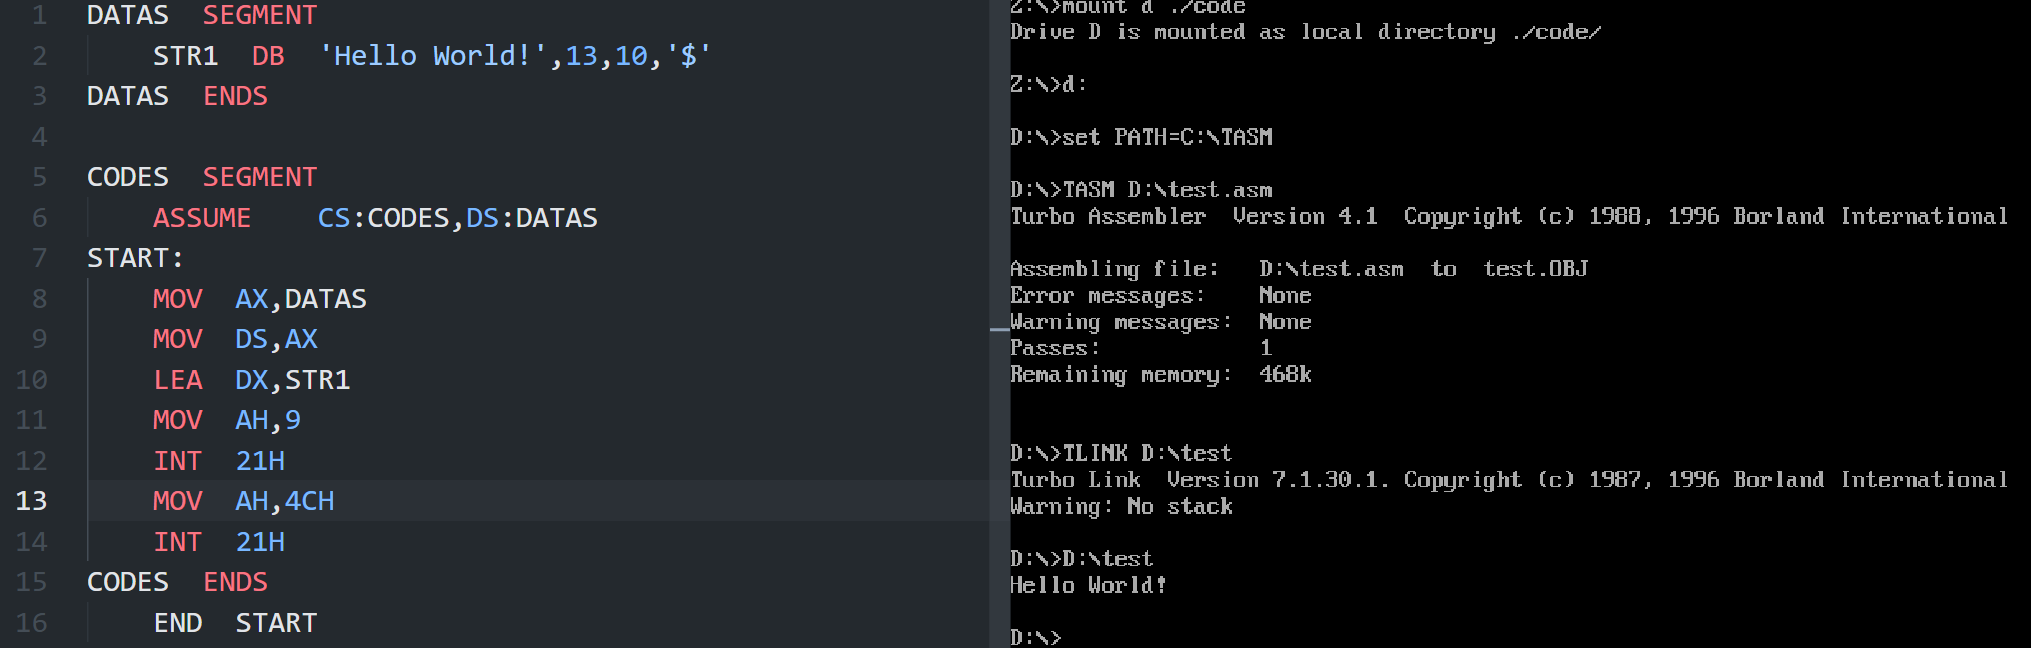 1 DATAS  SEGMENT
2     STR1  DB  'Hello World!',13,10,'$'
3 DATAS  ENDS
4
5 CODES  SEGMENT
6     ASSUME    CS:CODES,DS:DATAS
7 START:
8     MOV  AX,DATAS
9     MOV  DS,AX
10     LEA  DX,STR1
11     MOV  AH,9
12     INT  21H
13     MOV  AH,4CH
14     INT  21H
15 CODES  ENDS
16     END  START
Z:\>mount d ./code
Drive D is mounted as local directory ./code/
Z:\>d:
D:\>set PATH=C:\TASM
D:\>TASM D:\test.asm
Turbo Assembler  Version 4.1  Copyright (c) 1988, 1996 Borland International
Assembling file:   D:\test.asm  to  test.OBJ
Error messages:    None
Warning messages:  None
Passes:            1
Remaining memory:  468k
D:\>TLINK D:\test
Turbo Link  Version 7.1.30.1. Copyright (c) 1987, 1996 Borland International
Warning: No stack
D:\>D:\test
Hello World!
D:\>